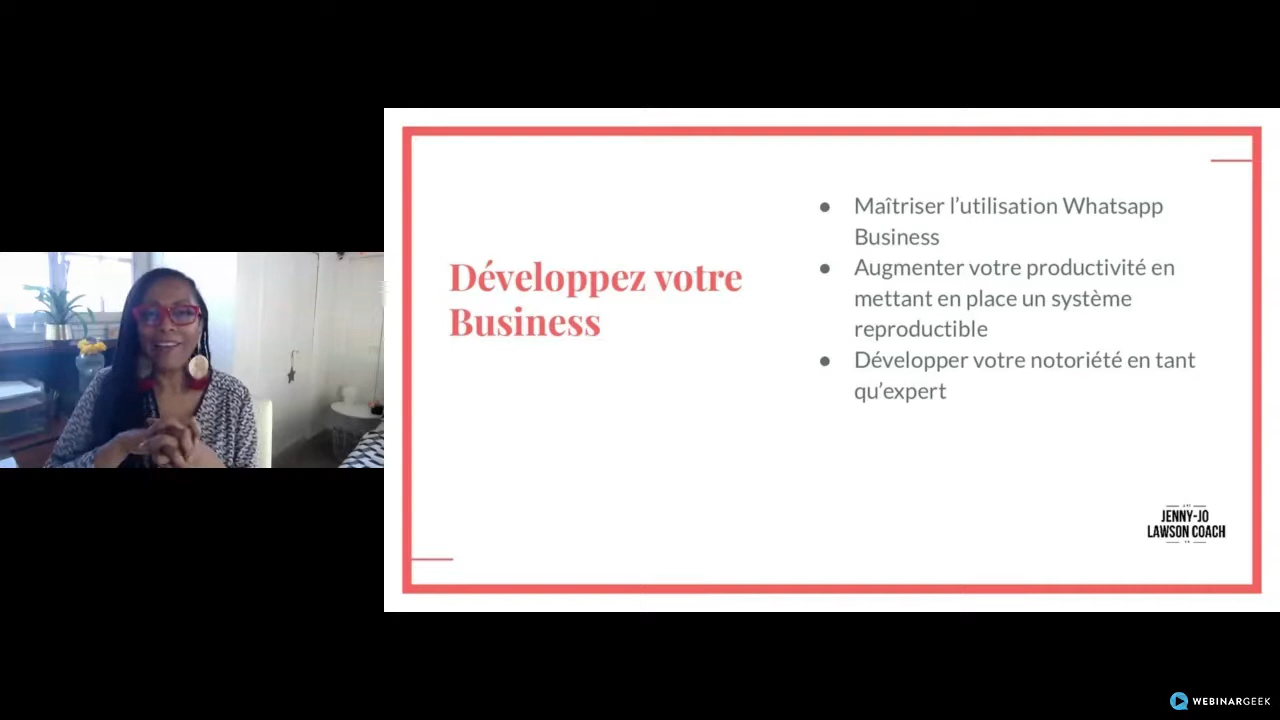 Développez votre
Business
● Maîtriser l’utilisation Whatsapp
Business
● Augmenter votre productivité en
mettant en place un système
reproductible
● Développer votre notoriété en tant
qu’expert
JENNY-JO
LAWSON COACH
WEBINARGEEK